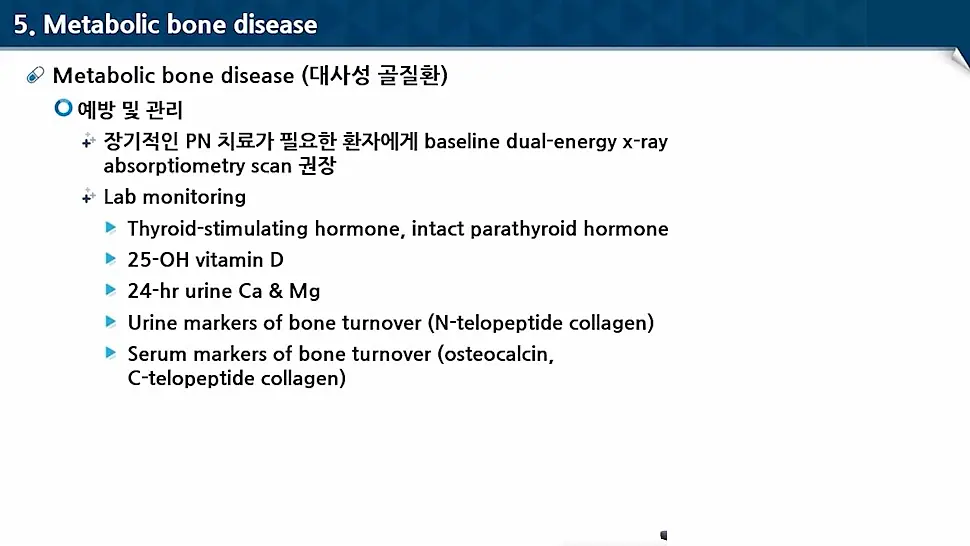 5. Metabolic bone disease
Metabolic bone disease (대사성 골질환)
예방 및 관리
장기적인 PN 치료가 필요한 환자에게 baseline dual-energy x-ray
absorptiometry scan 권장
Lab monitoring
Thyroid-stimulating hormone, intact parathyroid hormone
25-OH vitamin D
24-hr urine Ca & Mg
Urine markers of bone turnover (N-telopeptide collagen)
Serum markers of bone turnover (osteocalcin,
C-telopeptide collagen)